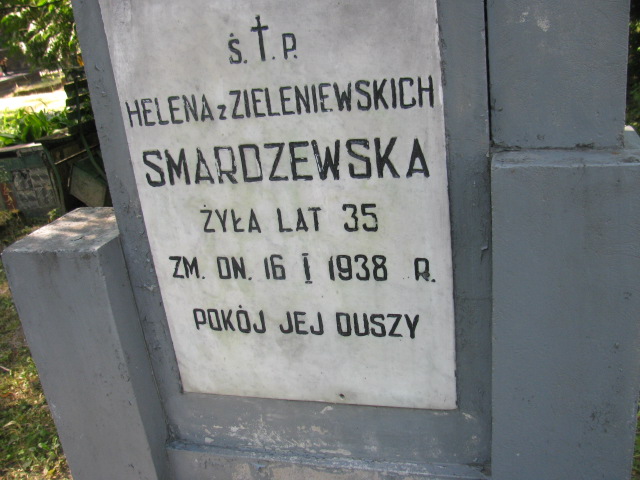 Ś.†P.
HELENA z ZIELENIEWSKICH
SMARDZEWSKA
ŻYŁA LAT 35
ZM. DN. 16 I 1938 R.
POKÓJ JEJ DUSZY